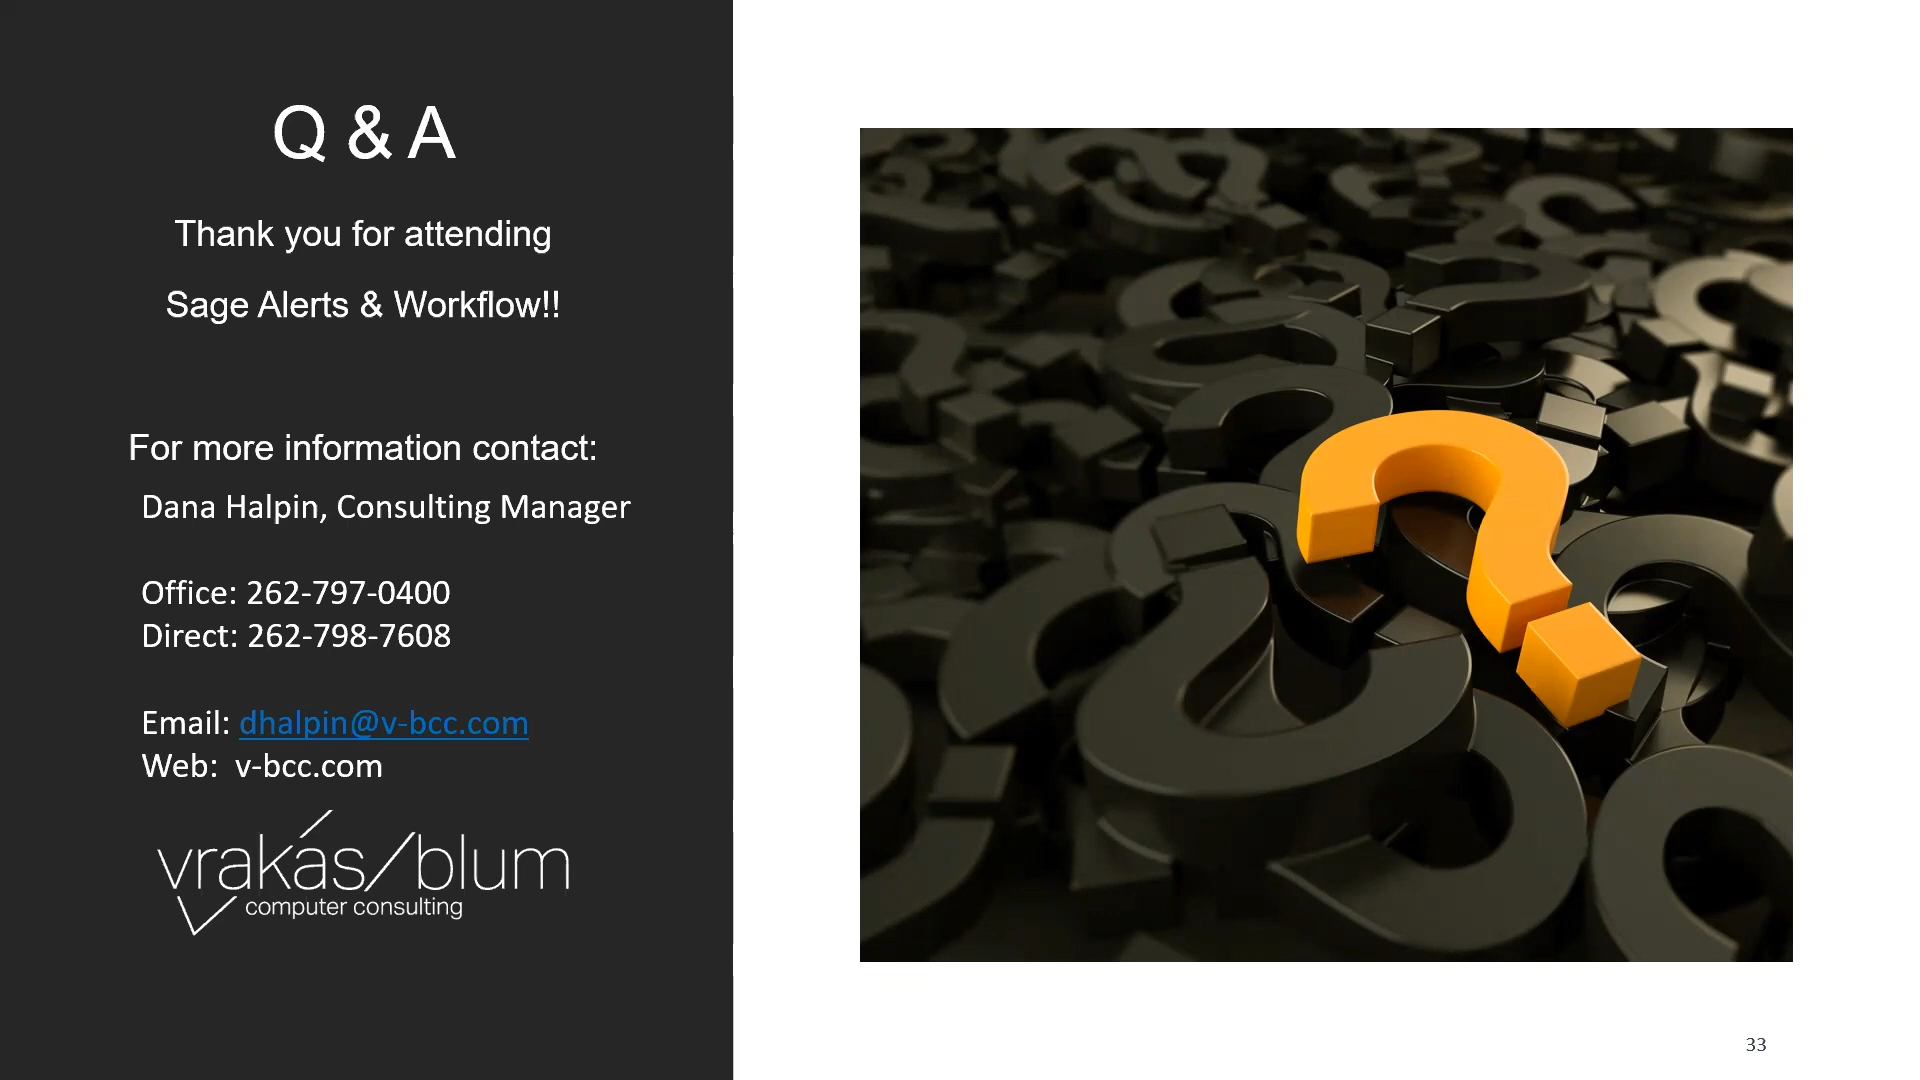 Q & A
Thank you for attending
Sage Alerts & Workflow!!
For more information contact:
Dana Halpin, Consulting Manager
Office: 262-797-0400
Direct: 262-798-7608
Email: dhalpin@v-bcc.com
Web:  v-bcc.com
vrakas/blum
computer consulting
33